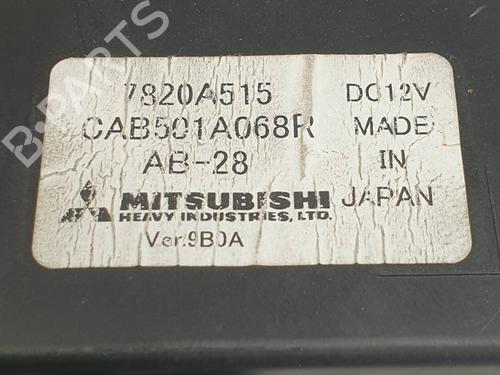 7820A515 DC12V
CAB501A068R MADE
AB-28 IN
MITSUBISHI JAPAN
HEAVY INDUSTRIES, LTD.
Ver.9B0A
B-PARTS